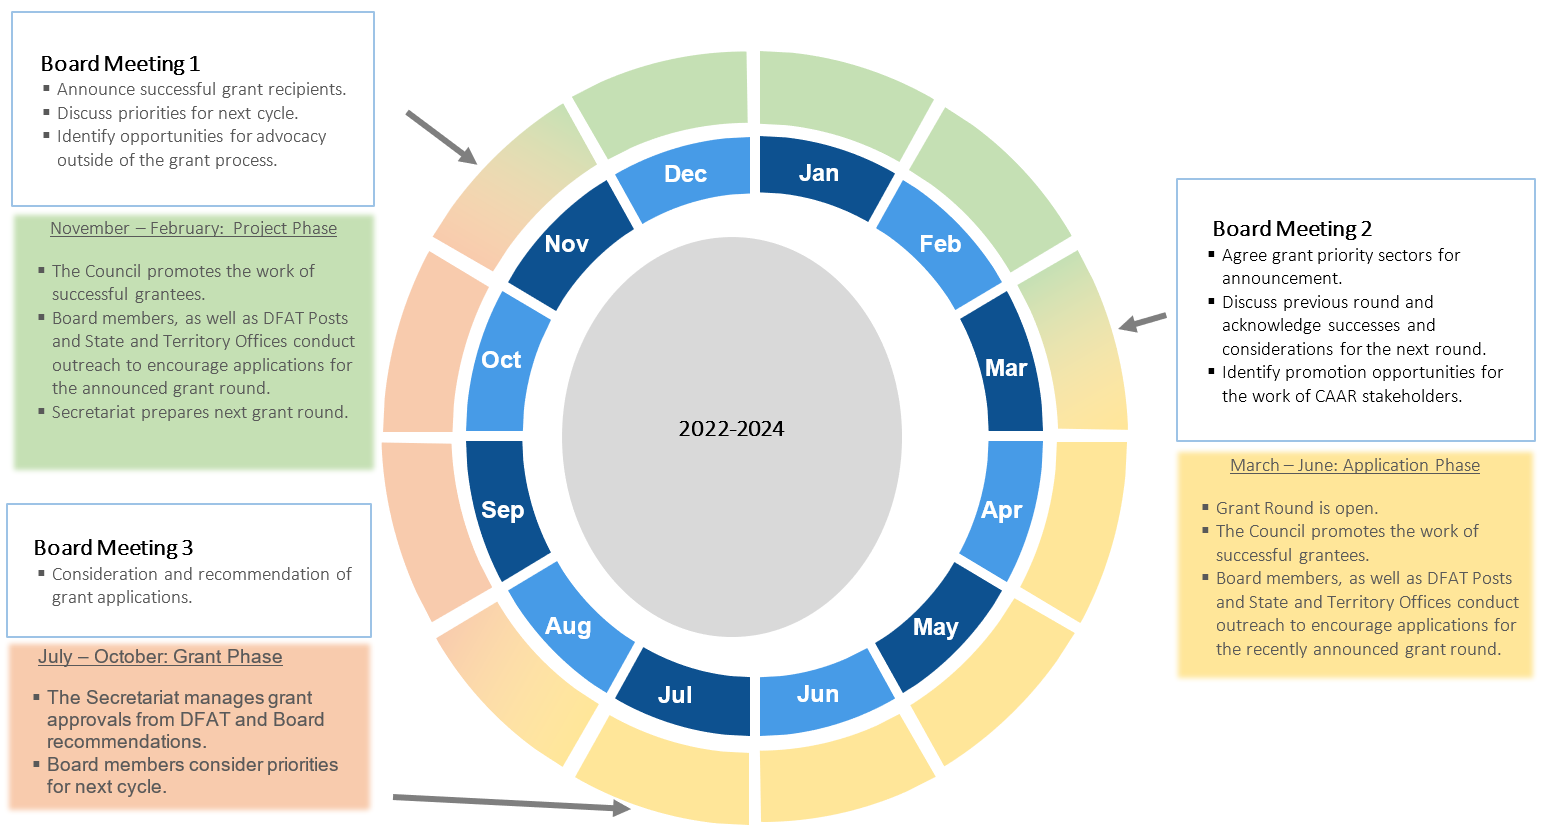 Board Meeting 1
▪ Announce successful grant recipients.
▪ Discuss priorities for next cycle.
▪ Identify opportunities for advocacy
outside of the grant process.
November – February:  Project Phase
▪ The Council promotes the work of
successful grantees.
▪ Board members, as well as DFAT Posts
and State and Territory Offices conduct
outreach to encourage applications for
the announced grant round.
▪ Secretariat prepares next grant round.
Board Meeting 3
▪ Consideration and recommendation of
grant applications.
July – October: Grant Phase
▪ The Secretariat manages grant
approvals from DFAT and Board
recommendations.
▪ Board members consider priorities
for next cycle.
Jan
Feb
Mar
Apr
May
Jun
Jul
Aug
Sep
Oct
Nov
Dec
2022-2024
Board Meeting 2
▪ Agree grant priority sectors for
announcement.
▪ Discuss previous round and
acknowledge successes and
considerations for the next round.
▪ Identify promotion opportunities for
the work of CAAR stakeholders.
March – June: Application Phase
▪ Grant Round is open.
▪ The Council promotes the work of
successful grantees.
▪ Board members, as well as DFAT Posts
and State and Territory Offices conduct
outreach to encourage applications for
the recently announced grant round.